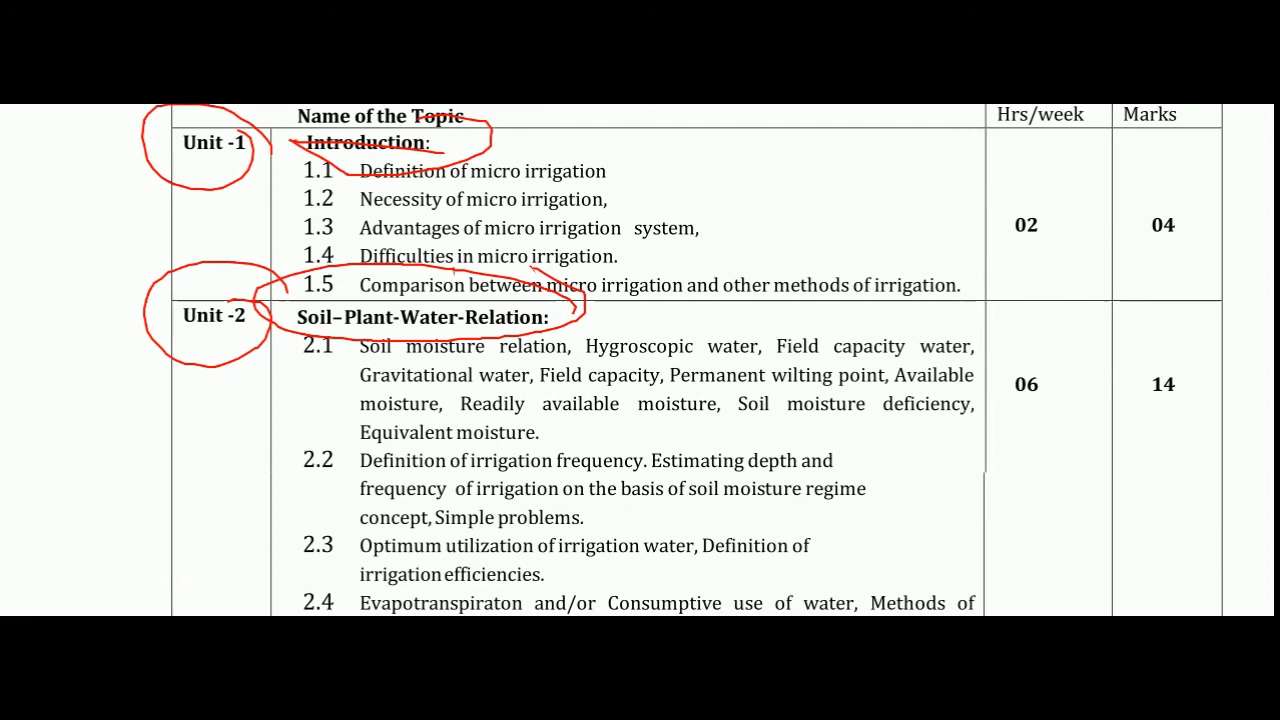 Name of the Topic Hrs/week Marks
Unit -1 Introduction: 
1.1 Definition of micro irrigation
1.2 Necessity of micro irrigation,
1.3 Advantages of micro irrigation system, 02 04
1.4 Difficulties in micro irrigation.
1.5 Comparison between micro irrigation and other methods of irrigation.
Unit -2 Soil–Plant-Water-Relation:
2.1 Soil moisture relation, Hygroscopic water, Field capacity water,
Gravitational water, Field capacity, Permanent wilting point, Available 06 14
moisture, Readily available moisture, Soil moisture deficiency,
Equivalent moisture.
2.2 Definition of irrigation frequency. Estimating depth and
frequency of irrigation on the basis of soil moisture regime
concept, Simple problems.
2.3 Optimum utilization of irrigation water, Definition of
irrigation efficiencies.
2.4 Evapotranspiraton and/or Consumptive use of water, Methods of